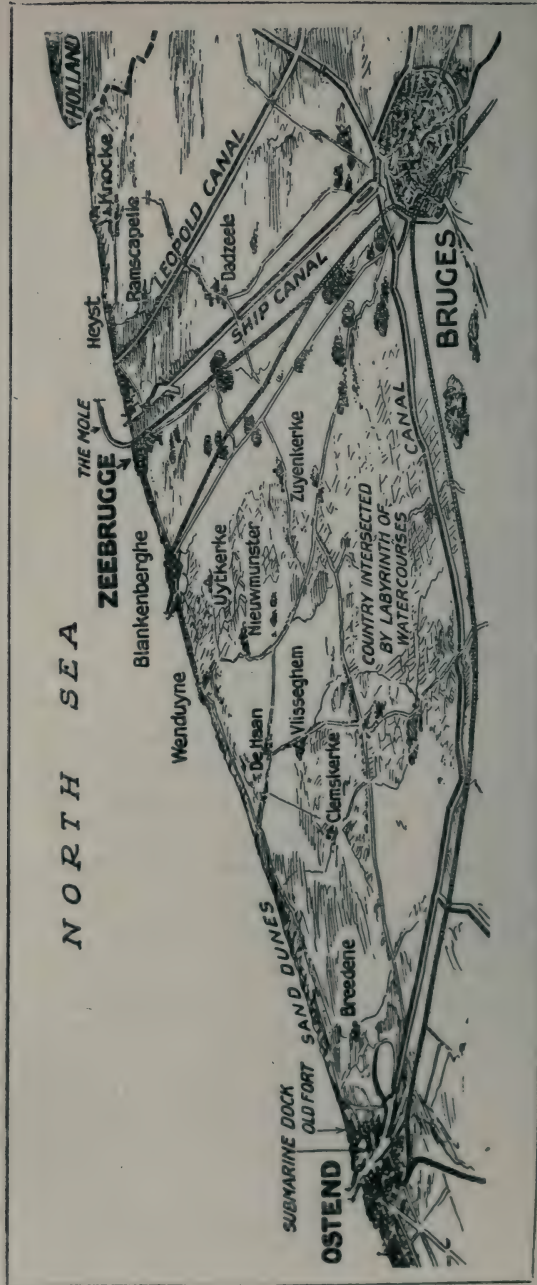 NORTH SEA
HOLLAND
Knocke
Heyst
Ramscapelle
LEOPOLD CANAL
THE MOLE
ZEEBRUGGE
Dadzeele
SHIP CANAL
Blankenberghe
Uytkerke
Nieuwmunster
Zuyenkerke
Wenduyne
De Haan
Vlisseghem
COUNTRY INTERSECTED
BY LABYRINTH OF
WATERCOURSES
CANAL
BRUGES
Clemskerke
SAND DUNES
Breedene
SUBMARINE DOCK
OLD FORT
OSTEND